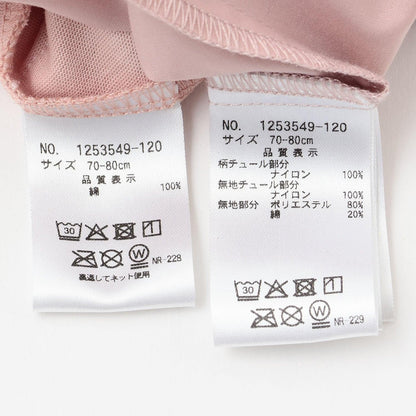 NO. 1253549-120
サイズ 70-80cm
品質表示
綿 100%
30
W
NR-228
裏返してネット使用
NO. 1253549-120
サイズ 70-80cm
品質表示
柄チュール部分
ナイロン 100%
無地チュール部分
ナイロン 100%
無地部分 ポリエステル 80%
綿 20%
30
W
NR-229